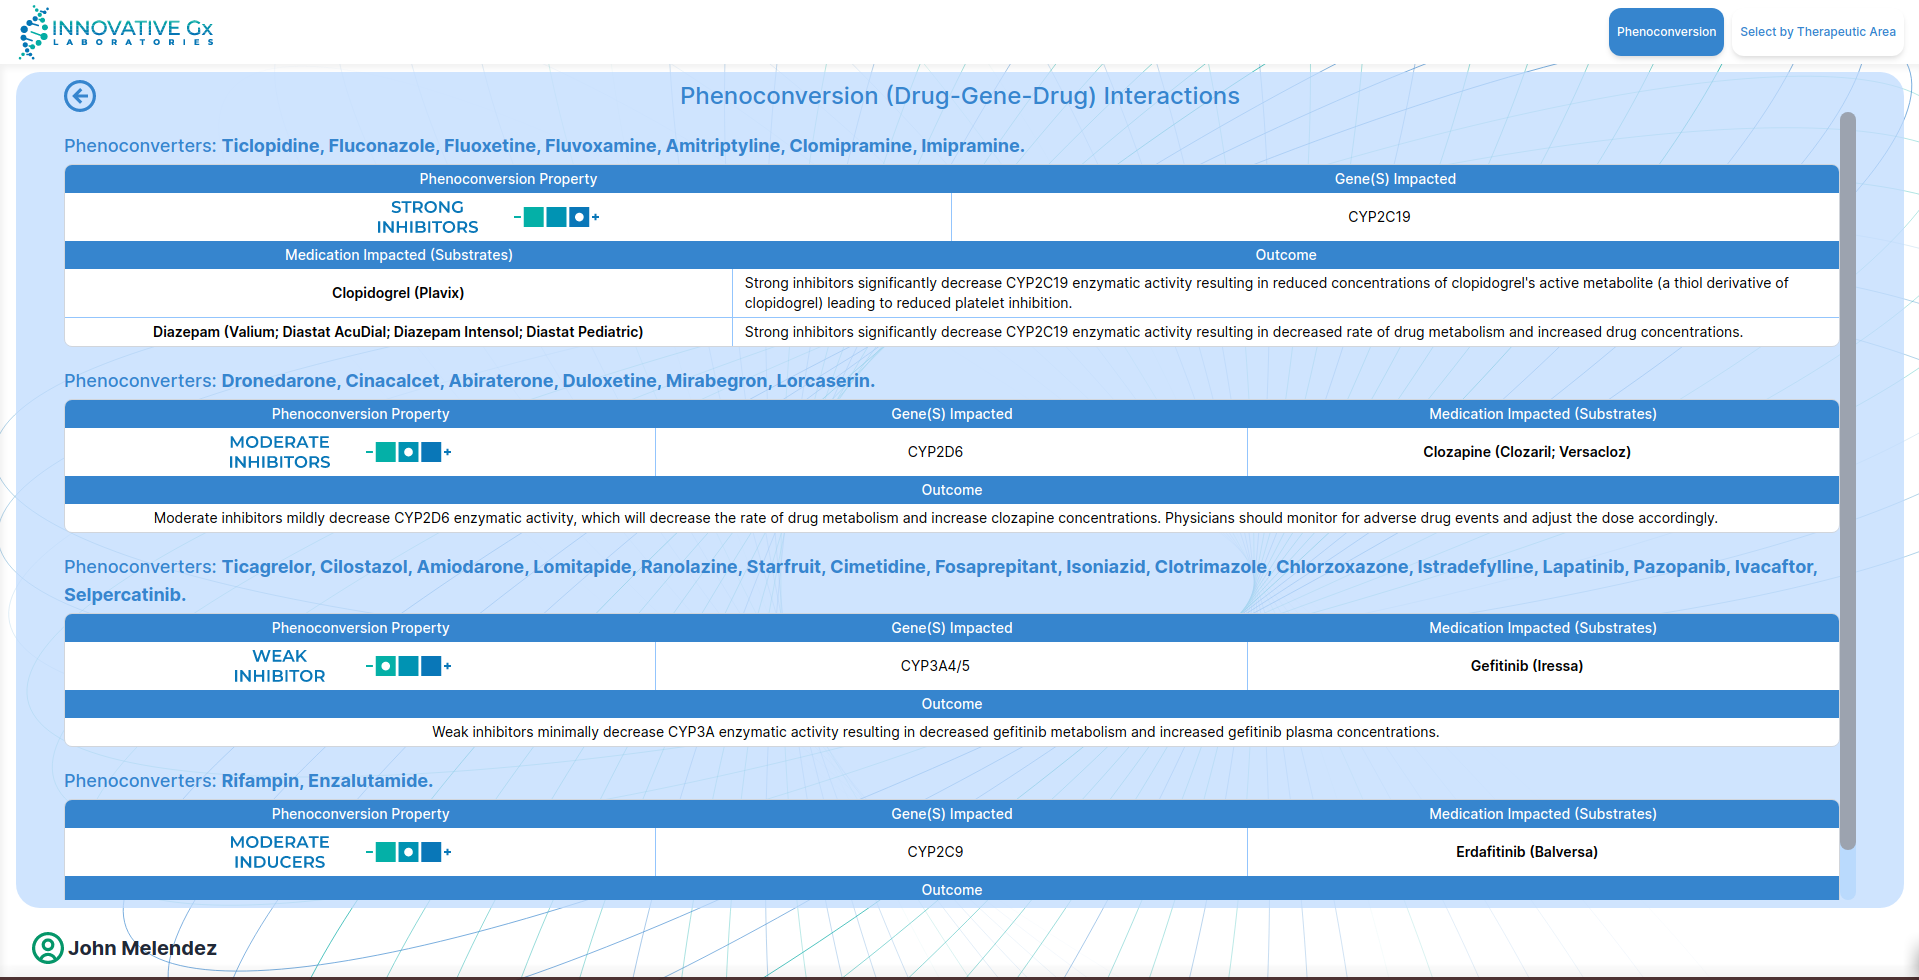 INNOVATIVE Gx
LABORATORIES
Phenoconversion
Select by Therapeutic Area
Phenoconversion (Drug-Gene-Drug) Interactions
Phenoconverters: Ticlopidine, Fluconazole, Fluoxetine, Fluvoxamine, Amitriptyline, Clomipramine, Imipramine.
Phenoconversion Property
Gene(S) Impacted
STRONG
INHIBITORS
- +
CYP2C19
Medication Impacted (Substrates)
Outcome
Clopidogrel (Plavix)
Strong inhibitors significantly decrease CYP2C19 enzymatic activity resulting in reduced concentrations of clopidogrel's active metabolite (a thiol derivative of
clopidogrel) leading to reduced platelet inhibition.
Diazepam (Valium; Diastat AcuDial; Diazepam Intensol; Diastat Pediatric)
Strong inhibitors significantly decrease CYP2C19 enzymatic activity resulting in decreased rate of drug metabolism and increased drug concentrations.
Phenoconverters: Dronedarone, Cinacalcet, Abiraterone, Duloxetine, Mirabegron, Lorcaserin.
Phenoconversion Property
Gene(S) Impacted
Medication Impacted (Substrates)
MODERATE
INHIBITORS
- +
CYP2D6
Clozapine (Clozaril; Versacloz)
Outcome
Moderate inhibitors mildly decrease CYP2D6 enzymatic activity, which will decrease the rate of drug metabolism and increase clozapine concentrations. Physicians should monitor for adverse drug events and adjust the dose accordingly.
Phenoconverters: Ticagrelor, Cilostazol, Amiodarone, Lomitapide, Ranolazine, Starfruit, Cimetidine, Fosaprepitant, Isoniazid, Clotrimazole, Chlorzoxazone, Istradefylline, Lapatinib, Pazopanib, Ivacaftor,
Selpercatinib.
Phenoconversion Property
Gene(S) Impacted
Medication Impacted (Substrates)
WEAK
INHIBITOR
- +
CYP3A4/5
Gefitinib (Iressa)
Outcome
Weak inhibitors minimally decrease CYP3A enzymatic activity resulting in decreased gefitinib metabolism and increased gefitinib plasma concentrations.
Phenoconverters: Rifampin, Enzalutamide.
Phenoconversion Property
Gene(S) Impacted
Medication Impacted (Substrates)
MODERATE
INDUCERS
- +
CYP2C9
Erdafitinib (Balversa)
Outcome
John Melendez